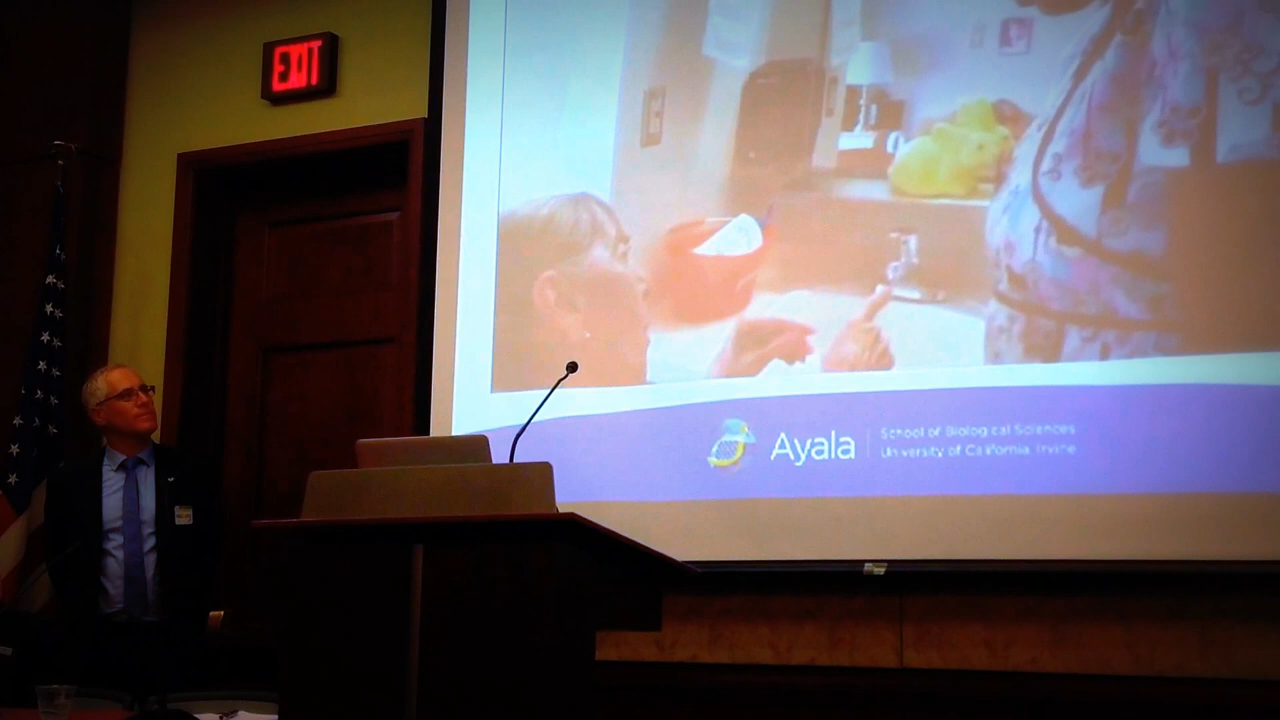 EXIT
Ayala
School of Biological Sciences
University of California Irvine